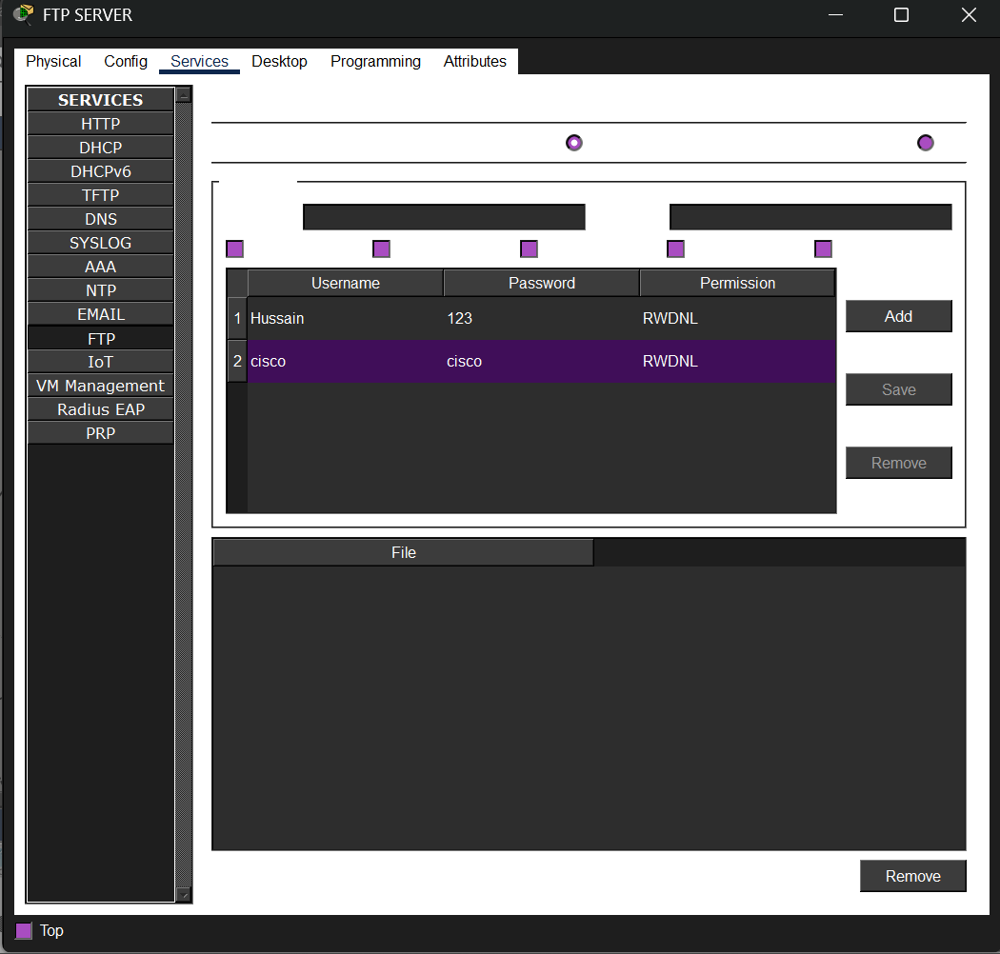 FTP SERVER
Physical Config Services Desktop Programming Attributes
SERVICES
HTTP
DHCP
DHCPv6
TFTP
DNS
SYSLOG
AAA
NTP
EMAIL
FTP
IoT
VM Management
Radius EAP
PRP
Username Password Permission
1 Hussain 123 RWDNL
2 cisco cisco RWDNL
Add
Save
Remove
File
Remove
Top